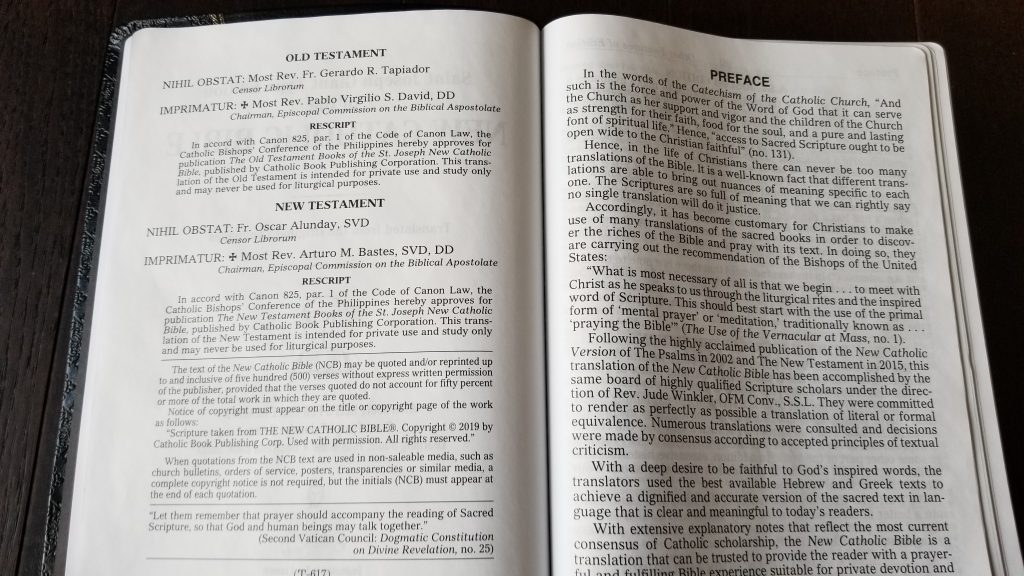 OLD TESTAMENT
NIHIL OBSTAT: Most Rev. Fr. Gerardo R. Tapiador
Censor Librorum
IMPRIMATUR: ✠ Most Rev. Pablo Virgilio S. David, DD
Chairman, Episcopal Commission on the Biblical Apostolate
RESCRIPT
In accord with Canon 825, par. 1 of the Code of Canon Law, the
Catholic Bishops' Conference of the Philippines hereby approves for
publication The Old Testament Books of the St. Joseph New Catholic
Bible, published by Catholic Book Publishing Corporation. This trans-
lation of the Old Testament is intended for private use and study only
and may never be used for liturgical purposes.
NEW TESTAMENT
NIHIL OBSTAT: Fr. Oscar Alunday, SVD
Censor Librorum
IMPRIMATUR: ✠ Most Rev. Arturo M. Bastes, SVD, DD
Chairman, Episcopal Commission on the Biblical Apostolate
RESCRIPT
In accord with Canon 825, par. 1 of the Code of Canon Law, the
Catholic Bishops' Conference of the Philippines hereby approves for
publication The New Testament Books of the St. Joseph New Catholic
Bible, published by Catholic Book Publishing Corporation. This trans-
lation of the New Testament is intended for private use and study only
and may never be used for liturgical purposes.
The text of the New Catholic Bible (NCB) may be quoted and/or reprinted up
to and inclusive of five hundred (500) verses without express written permission
of the publisher, provided that the verses quoted do not account for fifty percent
or more of the total work in which they are quoted.
Notice of copyright must appear on the title or copyright page of the work
as follows:
"Scripture taken from THE NEW CATHOLIC BIBLE®. Copyright © 2019 by
Catholic Book Publishing Corp. Used with permission. All rights reserved."
When quotations from the NCB text are used in non-saleable media, such as
church bulletins, orders of service, posters, transparencies or similar media, a
complete copyright notice is not required, but the initials (NCB) must appear at
the end of each quotation.
"Let them remember that prayer should accompany the reading of Sacred
Scripture, so that God and human beings may talk together."
(Second Vatican Council: Dogmatic Constitution
on Divine Revelation, no. 25)
(T-617)
PREFACE
In the words of the Catechism of the Catholic Church, "And
such is the force and power of the Word of God that it can serve
the Church as her support and vigor and the children of the Church
as strength for their faith, food for the soul, and a pure and lasting
font of spiritual life." Hence, "access to Sacred Scripture ought to be
open wide to the Christian faithful" (no. 131).
Hence, in the life of Christians there can never be too many
translations of the Bible. It is a well-known fact that different trans-
lations are able to bring out nuances of meaning specific to each
one. The Scriptures are so full of meaning that we can rightly say
no single translation will do it justice.
Accordingly, it has become customary for Christians to make
use of many translations of the sacred books in order to discov-
er the riches of the Bible and pray with its text. In doing so, they
are carrying out the recommendation of the Bishops of the United
States:
"What is most necessary of all is that we begin . . . to meet with
Christ as he speaks to us through the liturgical rites and the inspired
word of Scripture. This should best start with the use of the primal
form of 'mental prayer' or 'meditation,' traditionally known as . . .
'praying the Bible'" (The Use of the Vernacular at Mass, no. 1).
Following the highly acclaimed publication of the New Catholic
Version of The Psalms in 2002 and The New Testament in 2015, this
translation of the New Catholic Bible has been accomplished by the
same board of highly qualified Scripture scholars under the direc-
tion of Rev. Jude Winkler, OFM Conv., S.S.L. They were committed
to render as perfectly as possible a translation of literal or formal
equivalence. Numerous translations were consulted and decisions
were made by consensus according to accepted principles of textual
criticism.
With a deep desire to be faithful to God's inspired words, the
translators used the best available Hebrew and Greek texts to
achieve a dignified and accurate version of the sacred text in lan-
guage that is clear and meaningful to today's readers.
With extensive explanatory notes that reflect the most current
consensus of Catholic scholarship, the New Catholic Bible is a
translation that can be trusted to provide the reader with a prayer-
ful and fulfilling Bible experience suitable for private devotion and